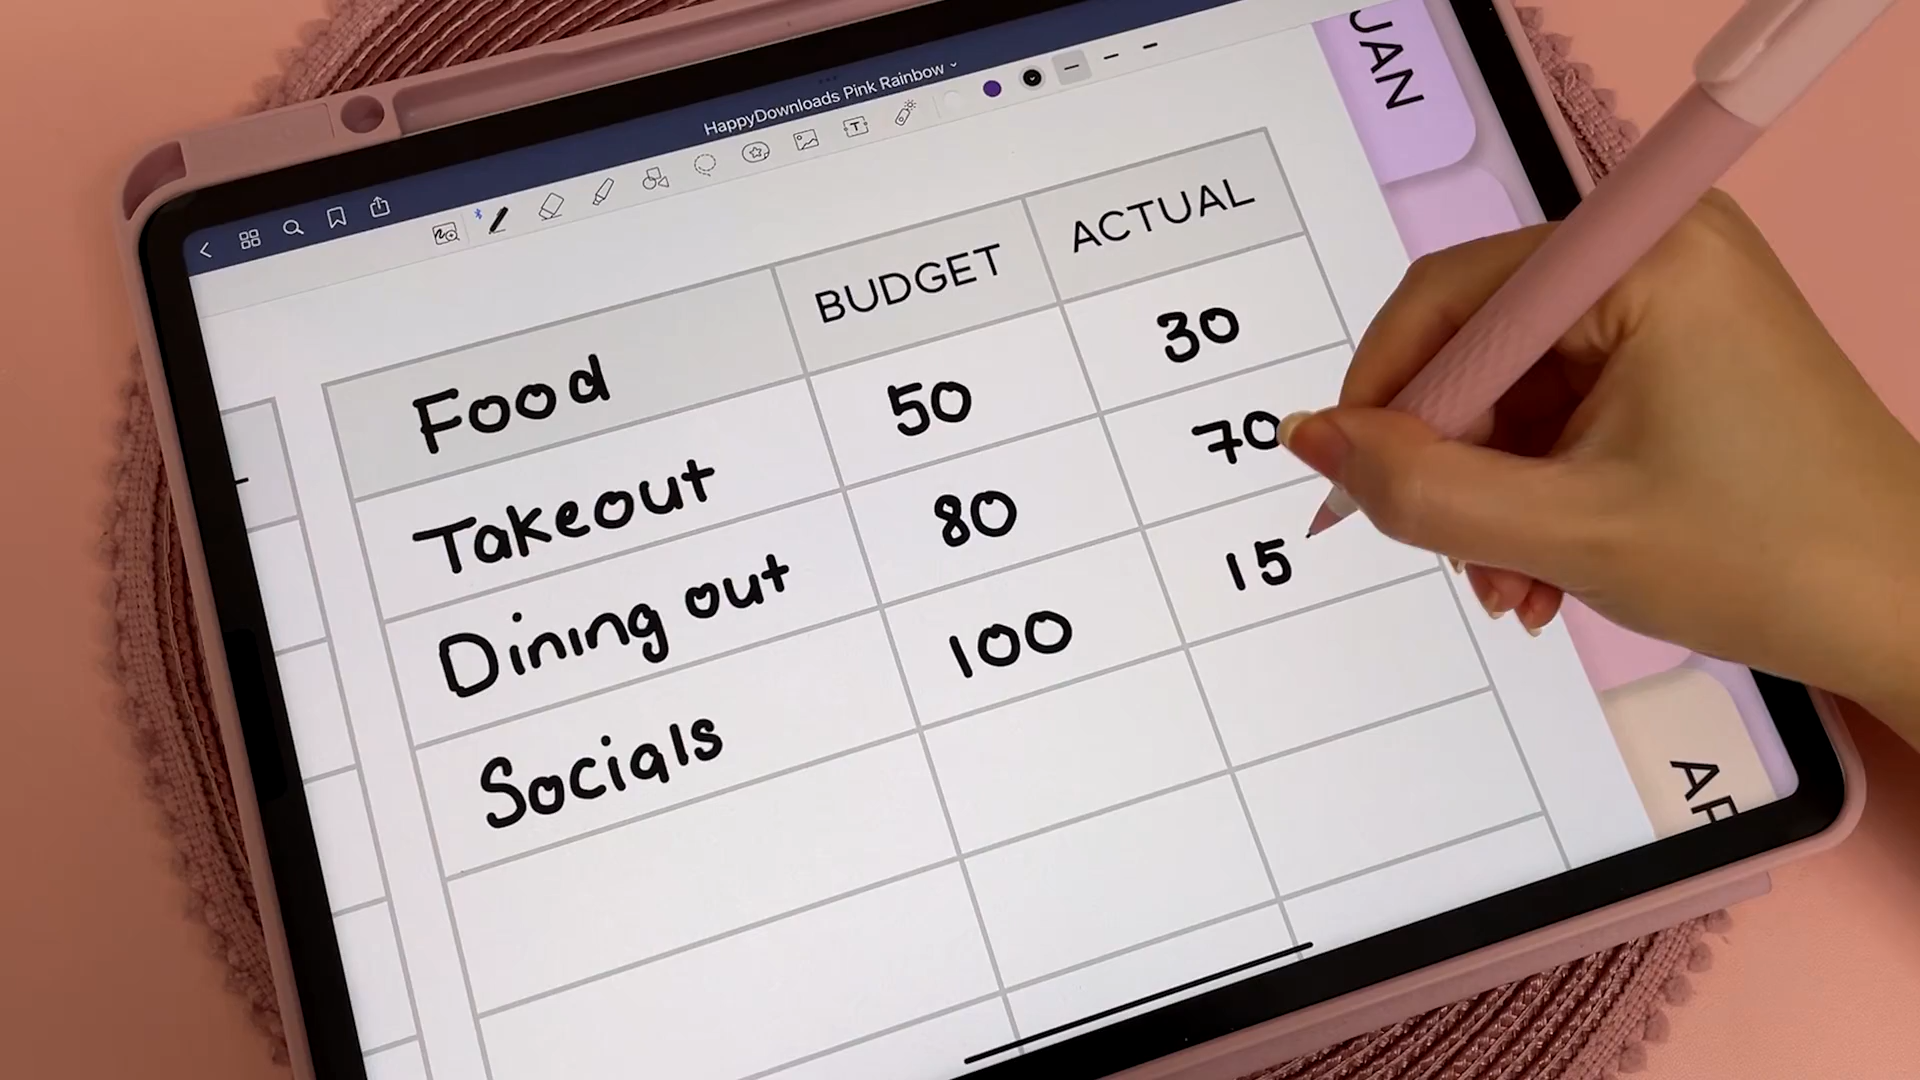 HappyDownloads Pink Rainbow
JAN
BUDGET ACTUAL
Food
Takeout 50 30
Dining out 80 70
Socials 100 15